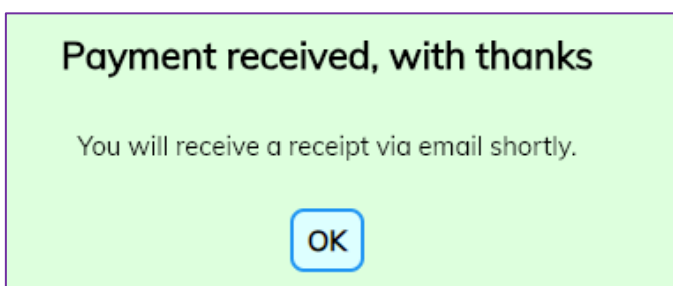 Payment received, with thanks
You will receive a receipt via email shortly.
OK